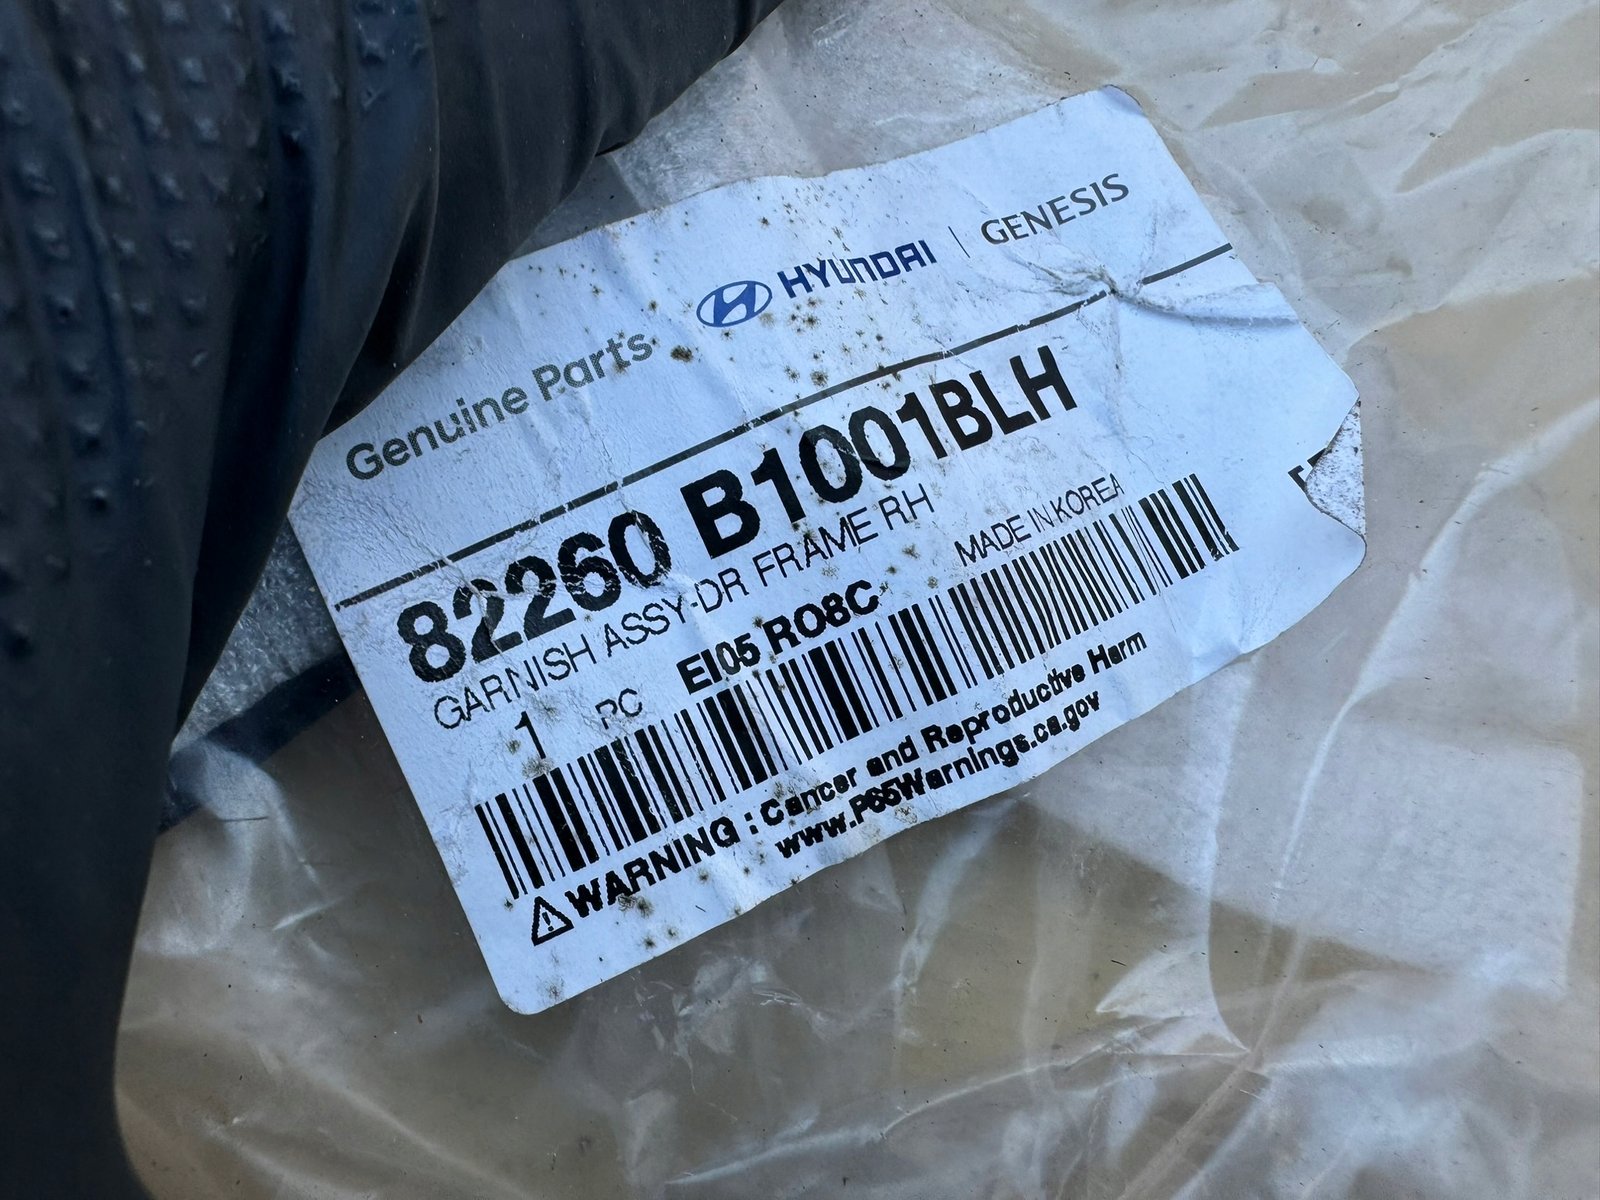 Genuine Parts HYUNDAI | GENESIS
82260 B1001BLH
GARNISH ASSY-DR FRAME RH
MADE IN KOREA
1 PC EI05 RO8C
WARNING : Cancer and Reproductive Harm
www.P65Warnings.ca.gov